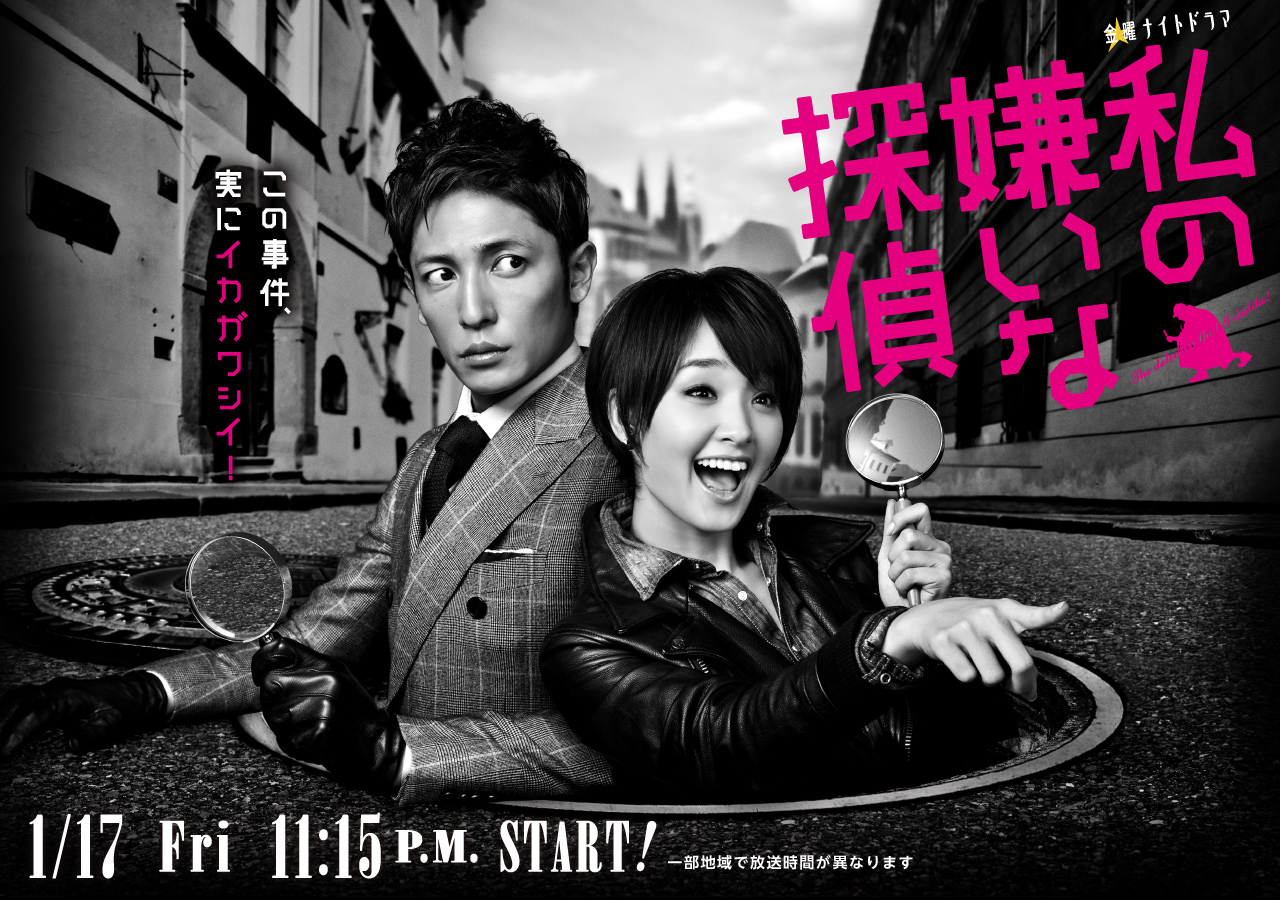 金曜ナイトドラマ
私の
嫌いな
探偵
この事件、
実にイカガワシイ!
1/17 Fri 11:15 P.M. START!
一部地域で放送時間が異なります